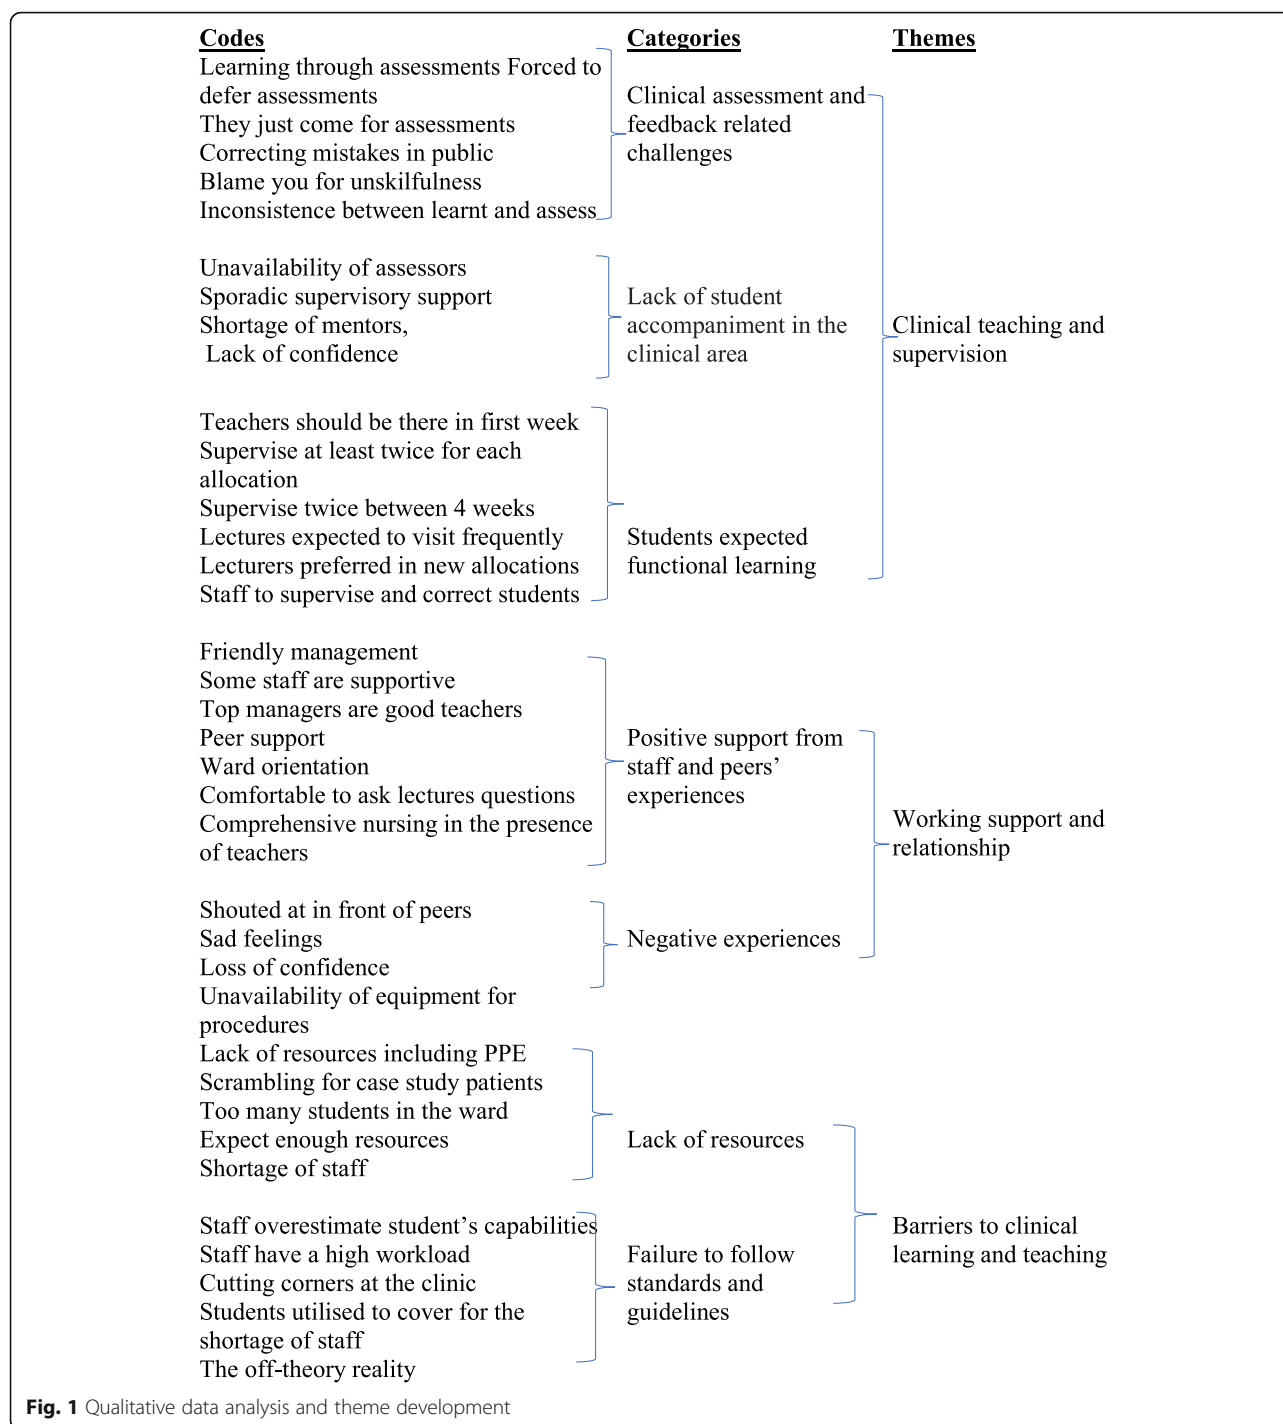 Codes
Categories
Themes
Learning through assessments Forced to
defer assessments
They just come for assessments
Correcting mistakes in public
Blame you for unskilfulness
Inconsistence between learnt and assess
Clinical assessment and
feedback related
challenges
Unavailability of assessors
Sporadic supervisory support
Shortage of mentors,
Lack of confidence
Lack of student
accompaniment in the
clinical area
Clinical teaching and
supervision
Teachers should be there in first week
Supervise at least twice for each
allocation
Supervise twice between 4 weeks
Lectures expected to visit frequently
Lecturers preferred in new allocations
Staff to supervise and correct students
Students expected
functional learning
Friendly management
Some staff are supportive
Top managers are good teachers
Peer support
Ward orientation
Comfortable to ask lectures questions
Comprehensive nursing in the presence
of teachers
Positive support from
staff and peers’
experiences
Working support and
relationship
Shouted at in front of peers
Sad feelings
Loss of confidence
Unavailability of equipment for
procedures
Negative experiences
Lack of resources including PPE
Scrambling for case study patients
Too many students in the ward
Expect enough resources
Shortage of staff
Lack of resources
Staff overestimate student’s capabilities
Staff have a high workload
Cutting corners at the clinic
Students utilised to cover for the
shortage of staff
The off-theory reality
Failure to follow
standards and
guidelines
Barriers to clinical
learning and teaching
Fig. 1 Qualitative data analysis and theme development